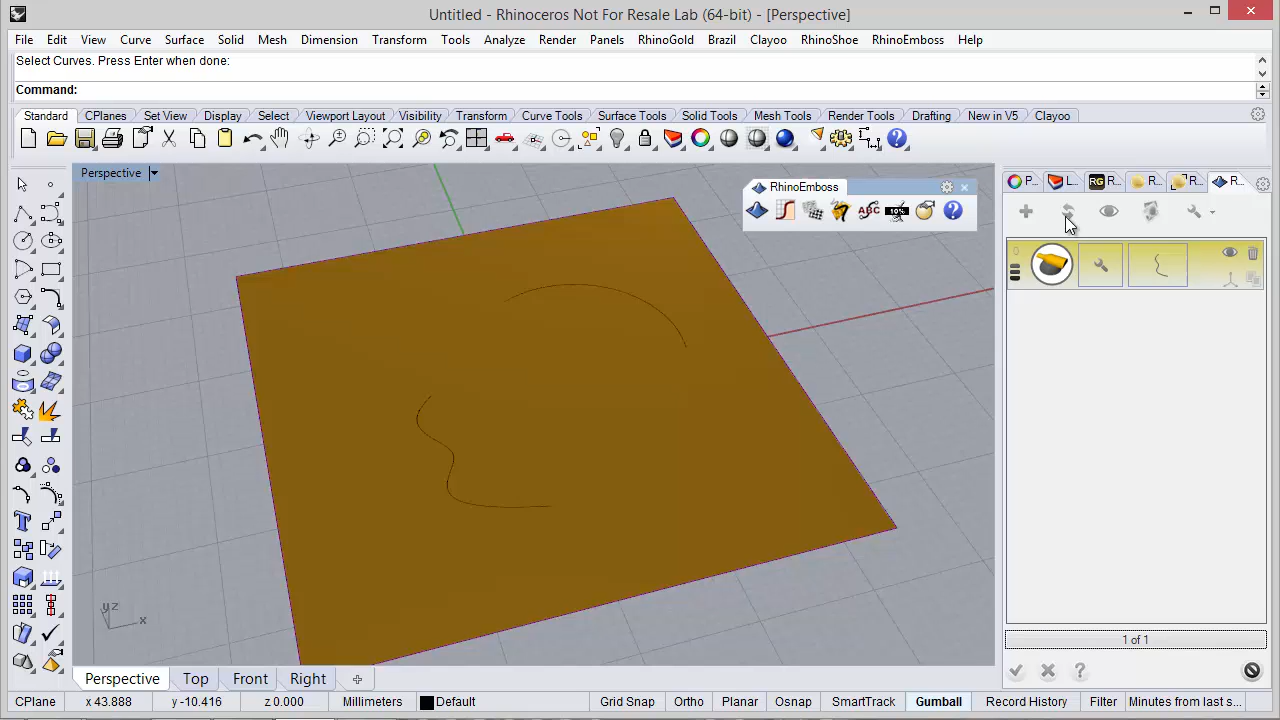 Untitled - Rhinoceros Not For Resale Lab (64-bit) - [Perspective]
File Edit View Curve Surface Solid Mesh Dimension Transform Tools Analyze Render Panels RhinoGold Brazil Clayoo RhinoShoe RhinoEmboss Help
Select Curves. Press Enter when done:
Command:
Standard CPlanes Set View Display Select Viewport Layout Visibility Transform Curve Tools Surface Tools Solid Tools Mesh Tools Render Tools Drafting New in V5 Clayoo
Perspective
RhinoEmboss
P... L... RG R... R... R... R...
ABC 10%
1 of 1
y z x
Perspective Top Front Right
CPlane x 43.888 y -10.416 z 0.000 Millimeters Default Grid Snap Ortho Planar Osnap SmartTrack Gumball Record History Filter Minutes from last s...